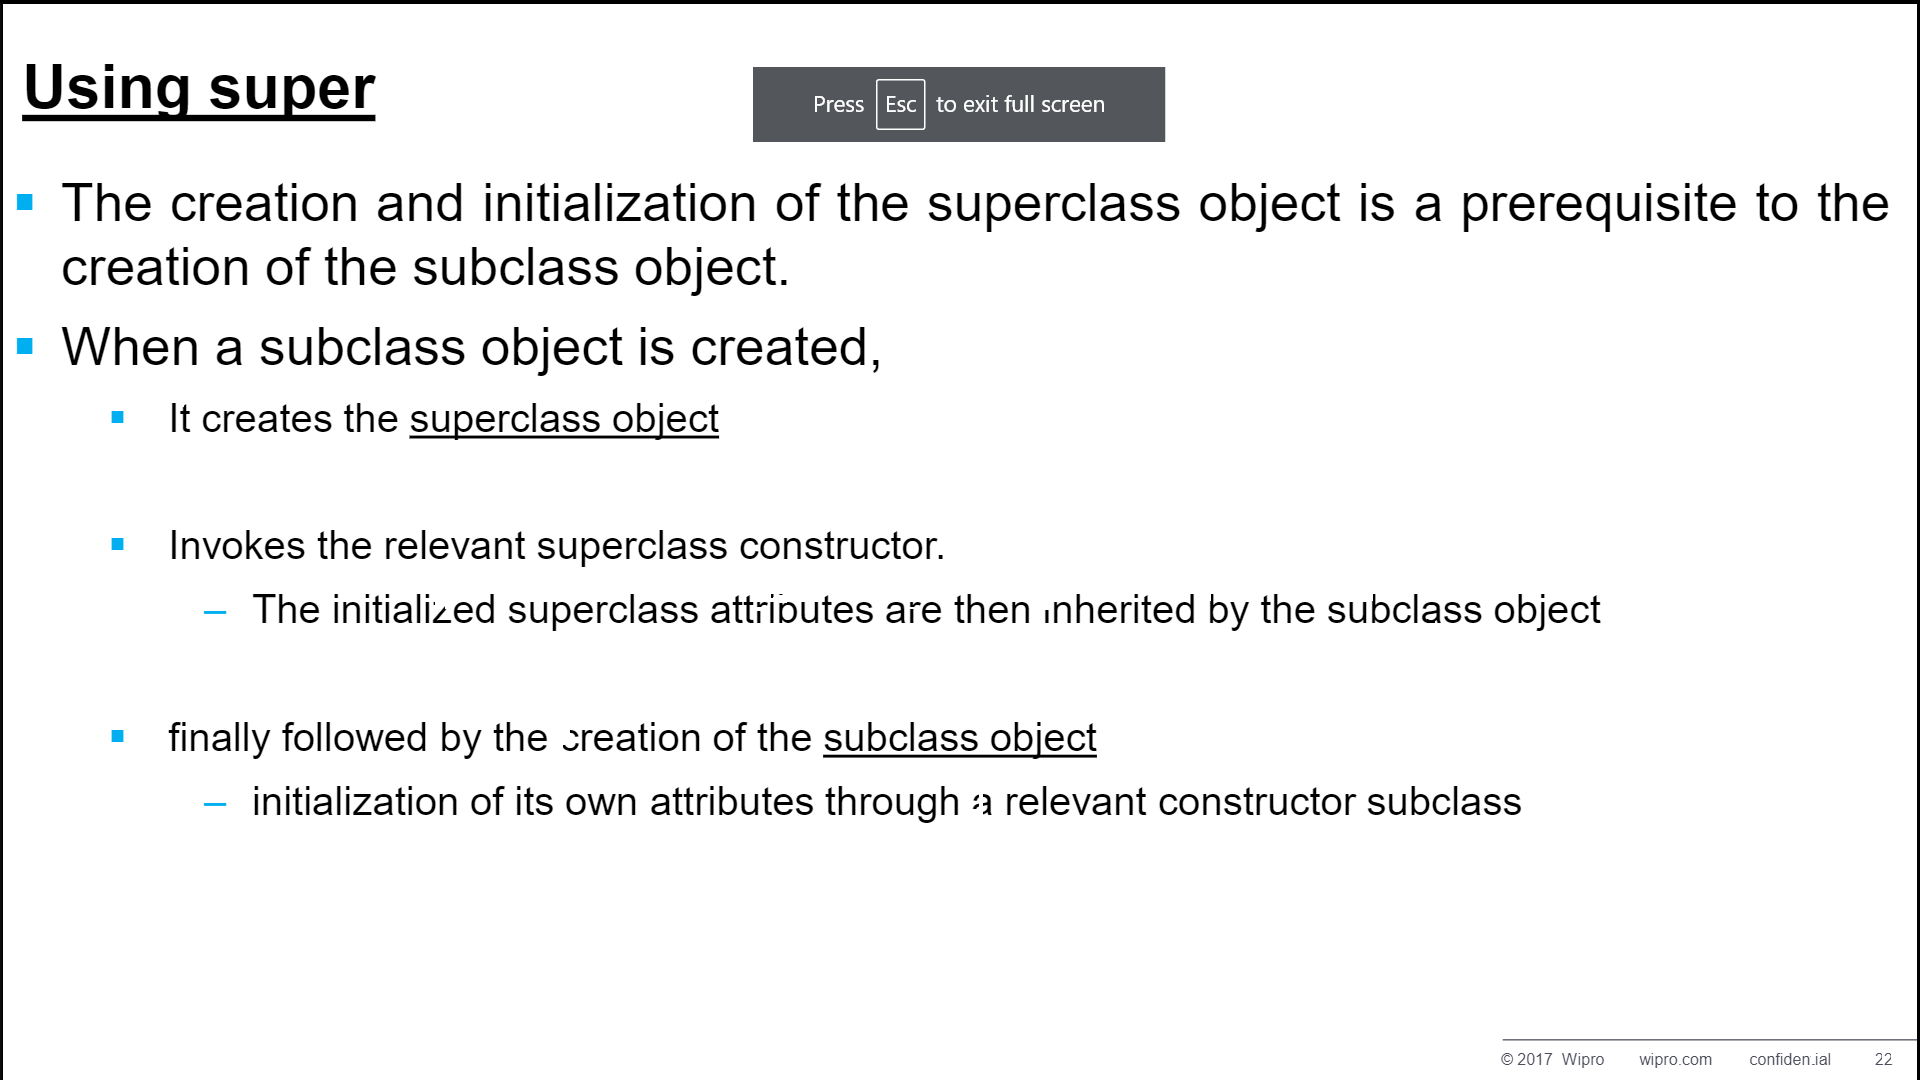 Using super
Press Esc to exit full screen
The creation and initialization of the superclass object is a prerequisite to the
creation of the subclass object.
When a subclass object is created,
It creates the superclass object
Invokes the relevant superclass constructor.
– The initialized superclass attributes are then inherited by the subclass object
finally followed by the creation of the subclass object
– initialization of its own attributes through a relevant constructor subclass
© 2017 Wipro wipro.com confidential 22